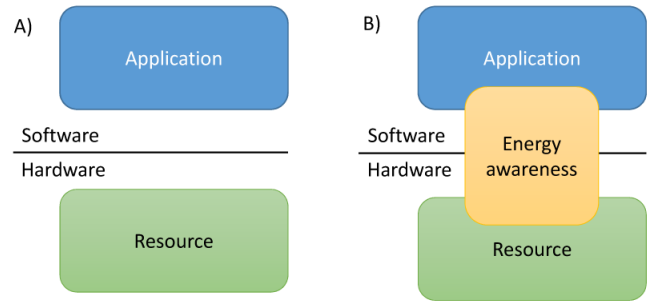 A)
Application
Software
Hardware
Resource
B)
Application
Software
Energy
awareness
Hardware
Resource